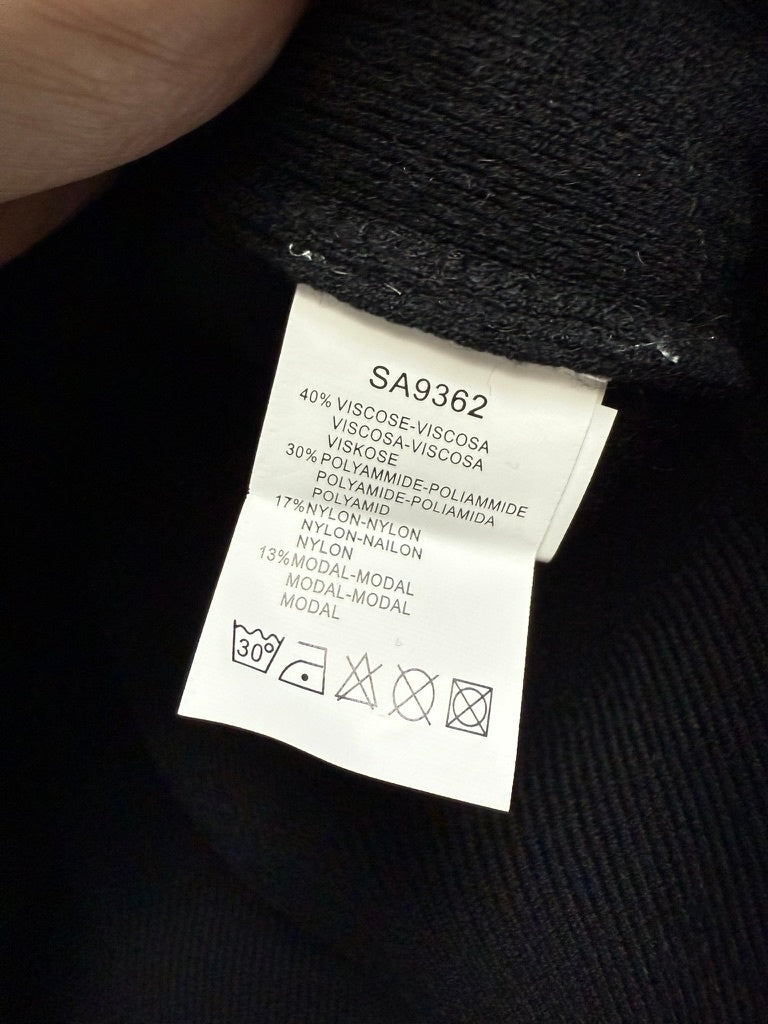 SA9362
40% VISCOSE-VISCOSA
VISCOSA-VISCOSA
VISKOSE
30% POLYAMMIDE-POLIAMMIDE
POLYAMIDE-POLIAMIDA
POLYAMID
17%NYLON-NYLON
NYLON-NAILON
NYLON
13%MODAL-MODAL
MODAL-MODAL
MODAL
30°